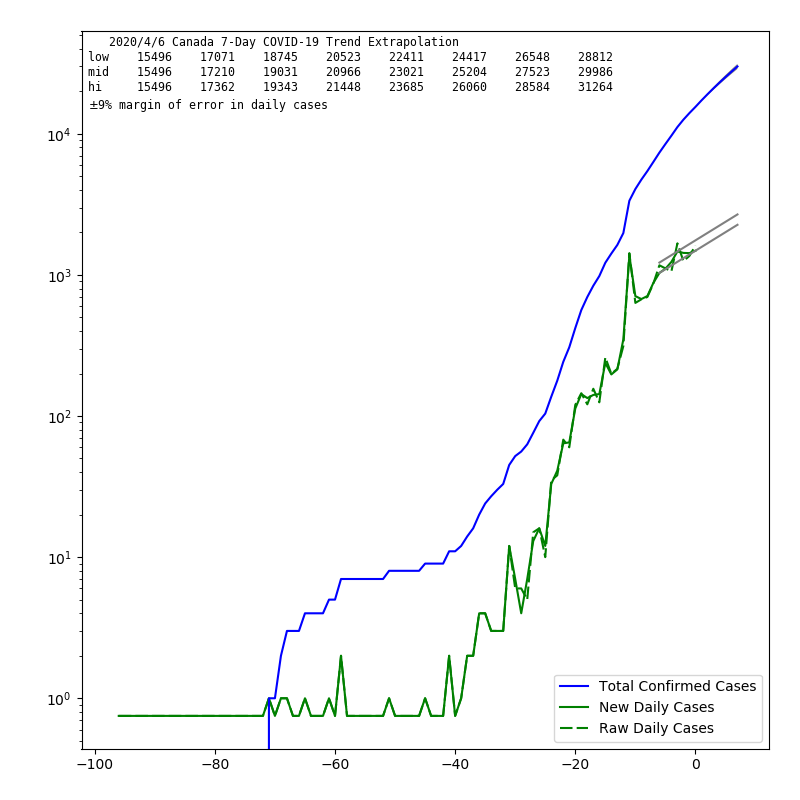 2020/4/6 Canada 7-Day COVID-19 Trend Extrapolation
low 15496 17071 18745 20523 22411 24417 26548 28812
mid 15496 17210 19031 20966 23021 25204 27523 29986
hi 15496 17362 19343 21448 23685 26060 28584 31264
±9% margin of error in daily cases
10⁴
10³
10²
10¹
10⁰
Total Confirmed Cases
New Daily Cases
Raw Daily Cases
−100 −80 −60 −40 −20 0